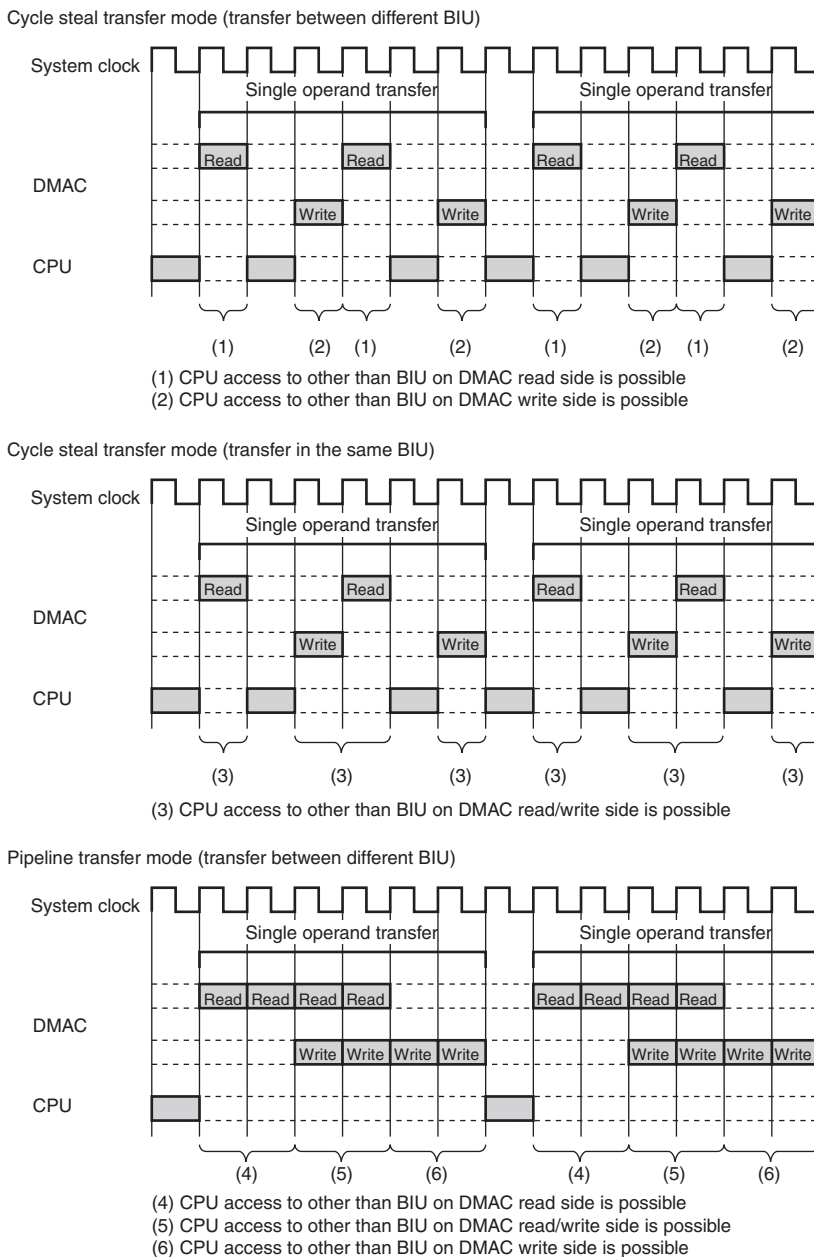 Cycle steal transfer mode (transfer between different BIU)
System clock
Single operand transfer Single operand transfer
Read Read Read Read
DMAC
Write Write Write Write
CPU
(1) (2) (1) (2) (1) (2) (1) (2)
(1) CPU access to other than BIU on DMAC read side is possible
(2) CPU access to other than BIU on DMAC write side is possible
Cycle steal transfer mode (transfer in the same BIU)
System clock
Single operand transfer Single operand transfer
Read Read Read Read
DMAC
Write Write Write Write
CPU
(3) (3) (3) (3) (3) (3)
(3) CPU access to other than BIU on DMAC read/write side is possible
Pipeline transfer mode (transfer between different BIU)
System clock
Single operand transfer Single operand transfer
Read Read Read Read Read Read Read Read
DMAC
Write Write Write Write Write Write Write Write
CPU
(4) (5) (6) (4) (5) (6)
(4) CPU access to other than BIU on DMAC read side is possible
(5) CPU access to other than BIU on DMAC read/write side is possible
(6) CPU access to other than BIU on DMAC write side is possible